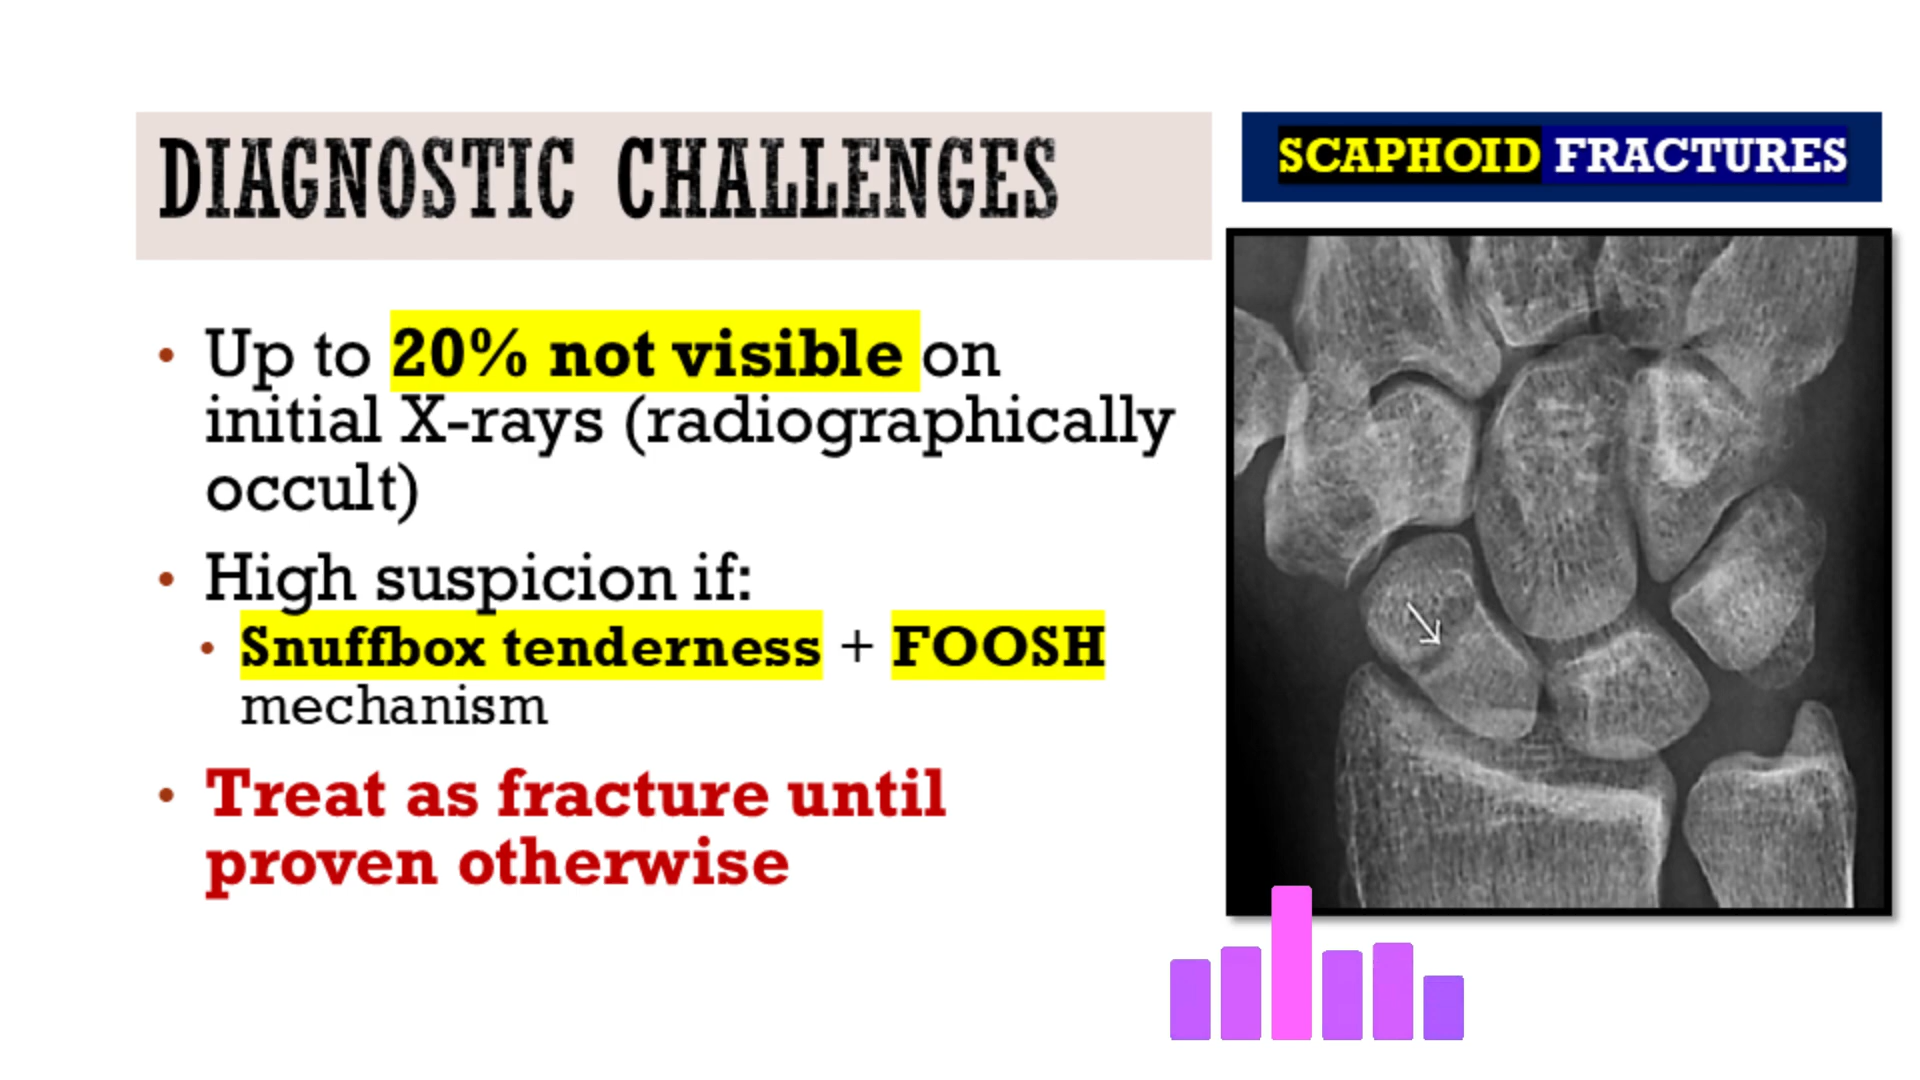 DIAGNOSTIC CHALLENGES
SCAPHOID FRACTURES
• Up to 20% not visible on
initial X-rays (radiographically
occult)
• High suspicion if:
• Snuffbox tenderness + FOOSH
mechanism
• Treat as fracture until
proven otherwise